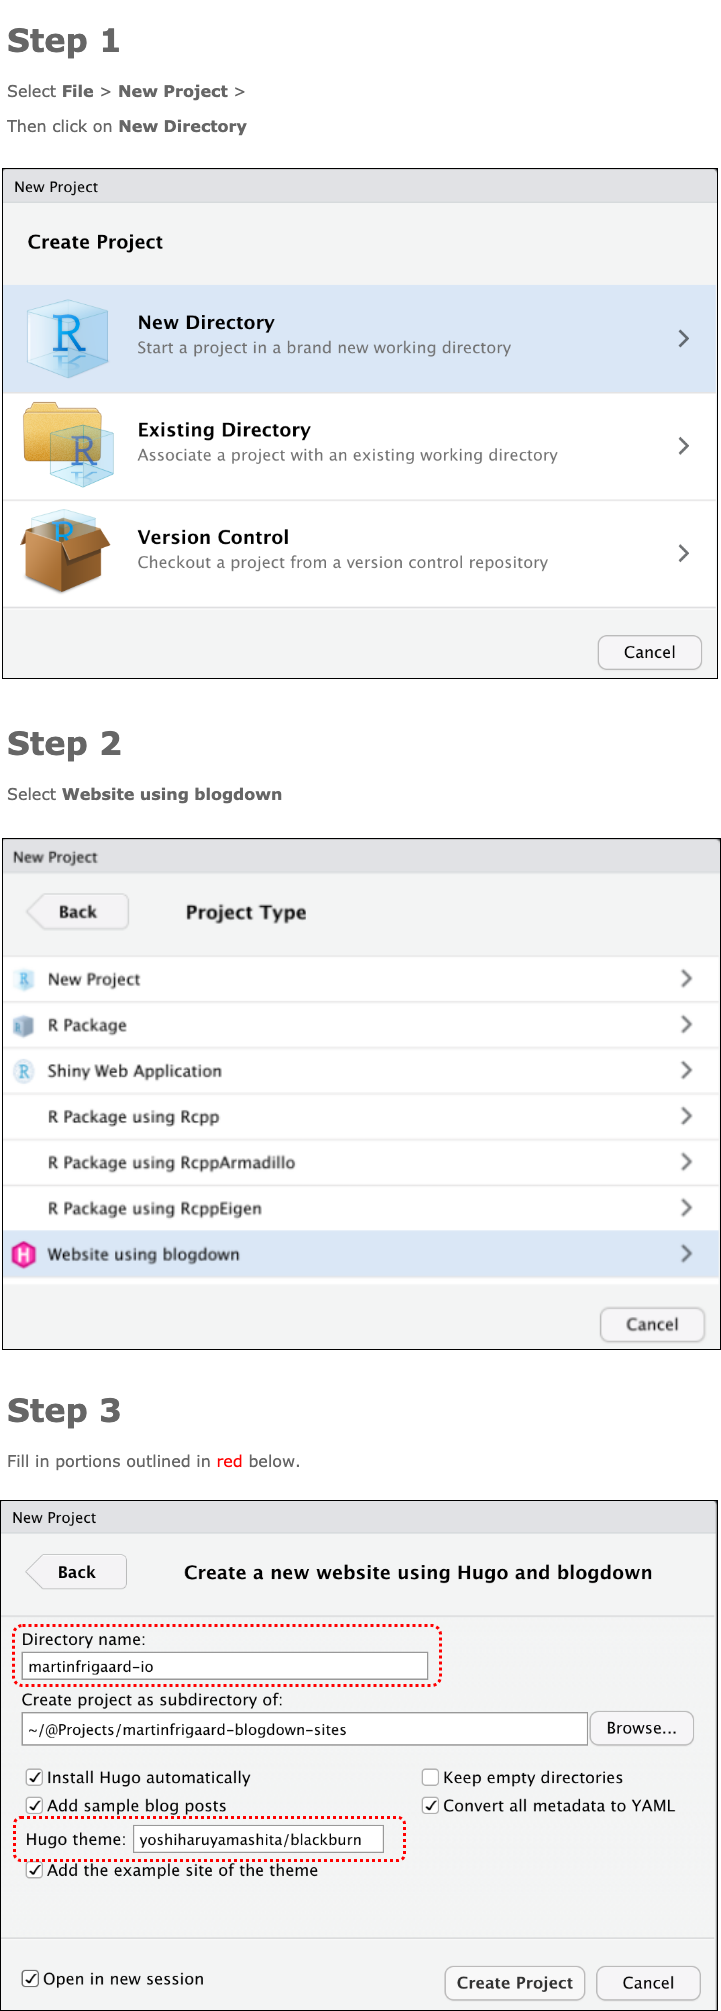 Step 1
Select File > New Project >
Then click on New Directory
New Project
Create Project
R
New Directory
Start a project in a brand new working directory
R
Existing Directory
Associate a project with an existing working directory
R
Version Control
Checkout a project from a version control repository
Cancel
Step 2
Select Website using blogdown
New Project
Back Project Type
R New Project
R R Package
R Shiny Web Application
R Package using Rcpp
R Package using RcppArmadillo
R Package using RcppEigen
H Website using blogdown
Cancel
Step 3
Fill in portions outlined in red below.
New Project
Back Create a new website using Hugo and blogdown
Directory name:
martinfrigaard-io
Create project as subdirectory of:
~/@Projects/martinfrigaard-blogdown-sites Browse...
Install Hugo automatically Keep empty directories
Add sample blog posts Convert all metadata to YAML
Hugo theme: yoshiharuyamashita/blackburn
Add the example site of the theme
Open in new session Create Project Cancel